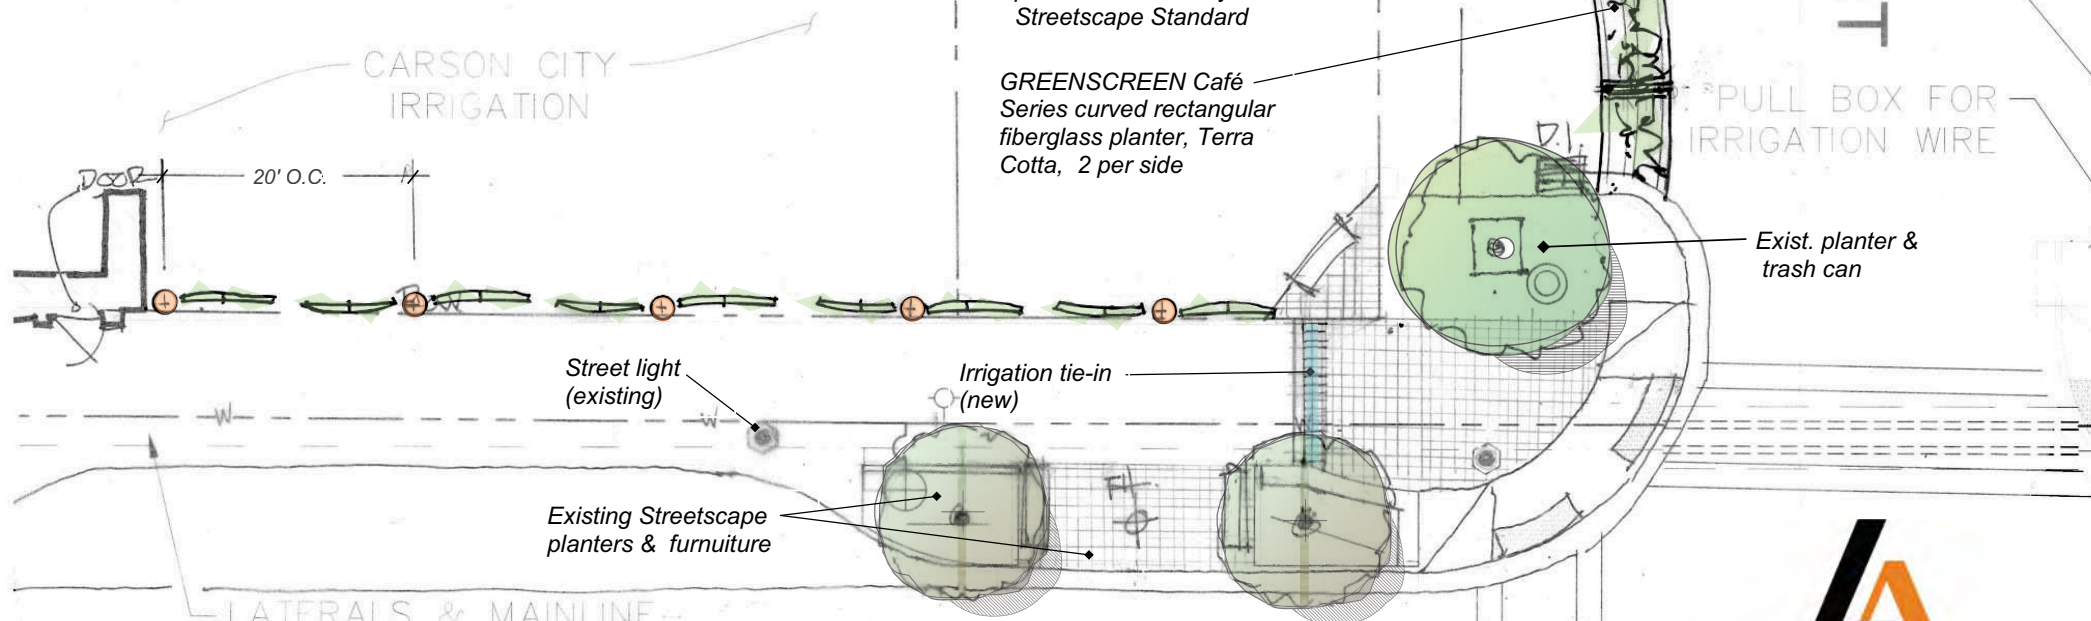 Streetscape Standard
CARSON CITY
IRRIGATION
GREENSCREEN Café
Series curved rectangular
fiberglass planter, Terra
Cotta, 2 per side
PULL BOX FOR
IRRIGATION WIRE
D.I.
DOOR
20' O.C.
Exist. planter &
trash can
Street light
(existing)
Irrigation tie-in
(new)
W
W
Existing Streetscape
planters & furnuiture
F.H.
LATERALS & MAINLINE